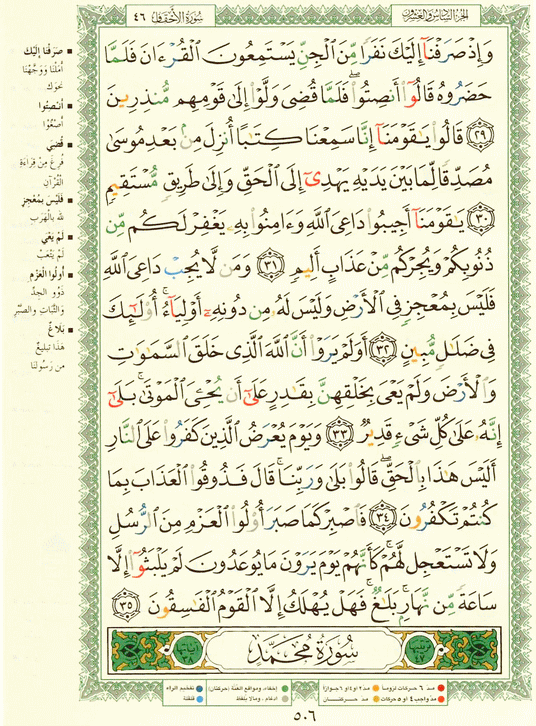 الجزء السادس والعشرون
سورة الأحقاف ٤٦
وَإِذْ صَرَفْنَآ إِلَيْكَ نَفَرًا مِّنَ ٱلْجِنِّ يَسْتَمِعُونَ ٱلْقُرْءَانَ فَلَمَّا
حَضَرُوهُ قَالُوٓا۟ أَنصِتُوا۟ ۖ فَلَمَّا قُضِىَ وَلَّوْا۟ إِلَىٰ قَوْمِهِم مُّنذِرِينَ
٢٩ قَالُوا۟ يَـٰقَوْمَنَآ إِنَّا سَمِعْنَا كِتَـٰبًا أُنزِلَ مِنۢ بَعْدِ مُوسَىٰ
مُصَدِّقًا لِّمَا بَيْنَ يَدَيْهِ يَهْدِىٓ إِلَى ٱلْحَقِّ وَإِلَىٰ طَرِيقٍ مُّسْتَقِيمٍ
٣٠ يَـٰقَوْمَنَآ أَجِيبُوا۟ دَاعِىَ ٱللَّهِ وَءَامِنُوا۟ بِهِۦ يَغْفِرْ لَكُم مِّن
ذُنُوبِكُمْ وَيُجِرْكُم مِّنْ عَذَابٍ أَلِيمٍ ٣١ وَمَن لَّا يُجِبْ دَاعِىَ ٱللَّهِ
فَلَيْسَ بِمُعْجِزٍ فِى ٱلْأَرْضِ وَلَيْسَ لَهُۥ مِن دُونِهِۦٓ أَوْلِيَآءُ ۚ أُو۟لَـٰٓئِكَ
فِى ضَلَـٰلٍ مُّبِينٍ ٣٢ أَوَلَمْ يَرَوْا۟ أَنَّ ٱللَّهَ ٱلَّذِى خَلَقَ ٱلسَّمَـٰوَٰتِ
وَٱلْأَرْضَ وَلَمْ يَعْىَ بِخَلْقِهِنَّ بِقَـٰدِرٍ عَلَىٰٓ أَن يُحْـِۧىَ ٱلْمَوْتَىٰ ۚ بَلَىٰٓ
إِنَّهُۥ عَلَىٰ كُلِّ شَىْءٍ قَدِيرٌ ٣٣ وَيَوْمَ يُعْرَضُ ٱلَّذِينَ كَفَرُوا۟ عَلَى ٱلنَّارِ
أَلَيْسَ هَـٰذَا بِٱلْحَقِّ ۖ قَالُوا۟ بَلَىٰ وَرَبِّنَا ۚ قَالَ فَذُوقُوا۟ ٱلْعَذَابَ بِمَا
كُنتُمْ تَكْفُرُونَ ٣٤ فَٱصْبِرْ كَمَا صَبَرَ أُو۟لُوا۟ ٱلْعَزْمِ مِنَ ٱلرُّسُلِ
وَلَا تَسْتَعْجِل لَّهُمْ ۚ كَأَنَّهُمْ يَوْمَ يَرَوْنَ مَا يُوعَدُونَ لَمْ يَلْبَثُوٓا۟ إِلَّا
سَاعَةً مِّن نَّهَارٍۭ ۚ بَلَـٰغٌ ۚ فَهَلْ يُهْلَكُ إِلَّا ٱلْقَوْمُ ٱلْفَـٰسِقُونَ ٣٥
ترتيبها ٤٧
سورة محمد
آياتها ٣٨
صرفنا إليك
أملنا ووجهنا
نحوك
أنصتوا
أصغوا
قضي
فرغ من قراءة
القرآن
فليس بمعجز
لله بالهرب
لم يعي
لم يتعب
أولوا العزم
ذوو الجد
والثبات والصبر
بلاغ
هذا تبليغ
من رسولنا
مد ٦ حركات لزوماً
مد ٢ أو ٤ أو ٦ جوازاً
إخفاء، ومواقع الغنة (حركتان)
تفخيم الراء
مد واجب ٤ أو ٥ حركات
مد حركتان
إدغام، وما لا يلفظ
قلقلة
٥٠٦